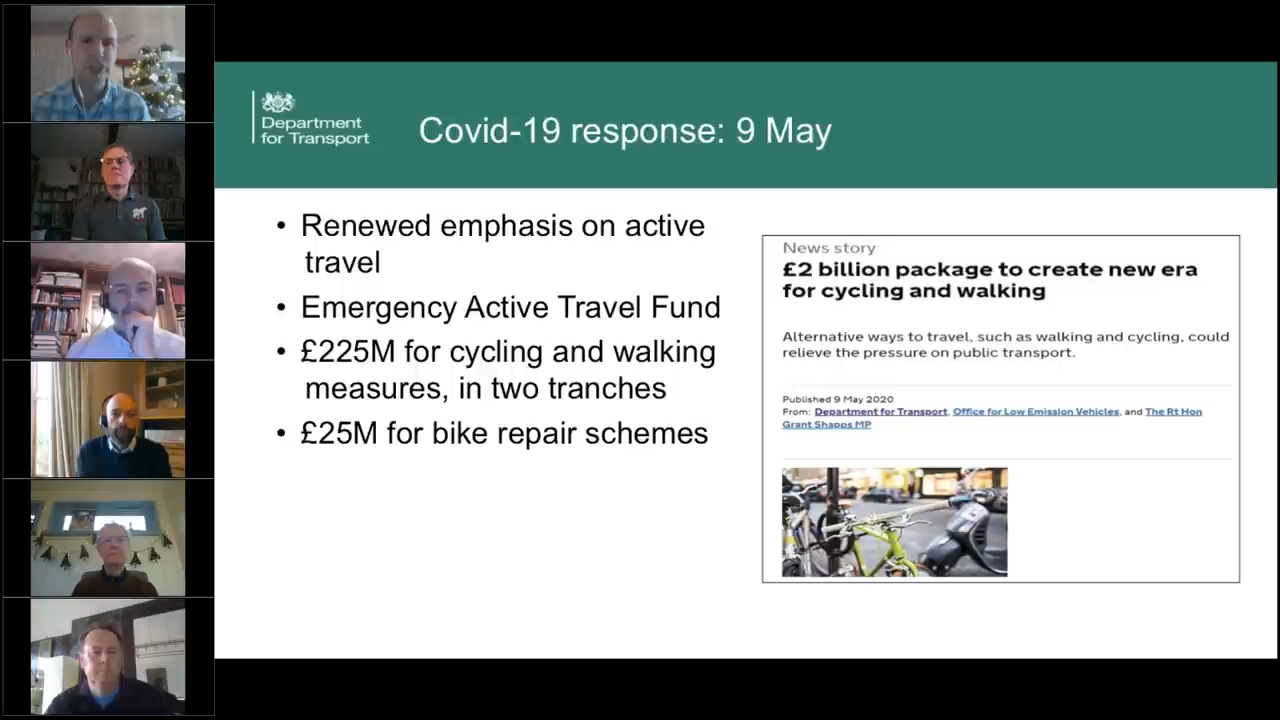 Department
for Transport
Covid-19 response: 9 May
• Renewed emphasis on active
travel
• Emergency Active Travel Fund
• £225M for cycling and walking
measures, in two tranches
• £25M for bike repair schemes
News story
£2 billion package to create new era
for cycling and walking
Alternative ways to travel, such as walking and cycling, could
relieve the pressure on public transport.
Published 9 May 2020
From: Department for Transport, Office for Low Emission Vehicles, and The Rt Hon
Grant Shapps MP